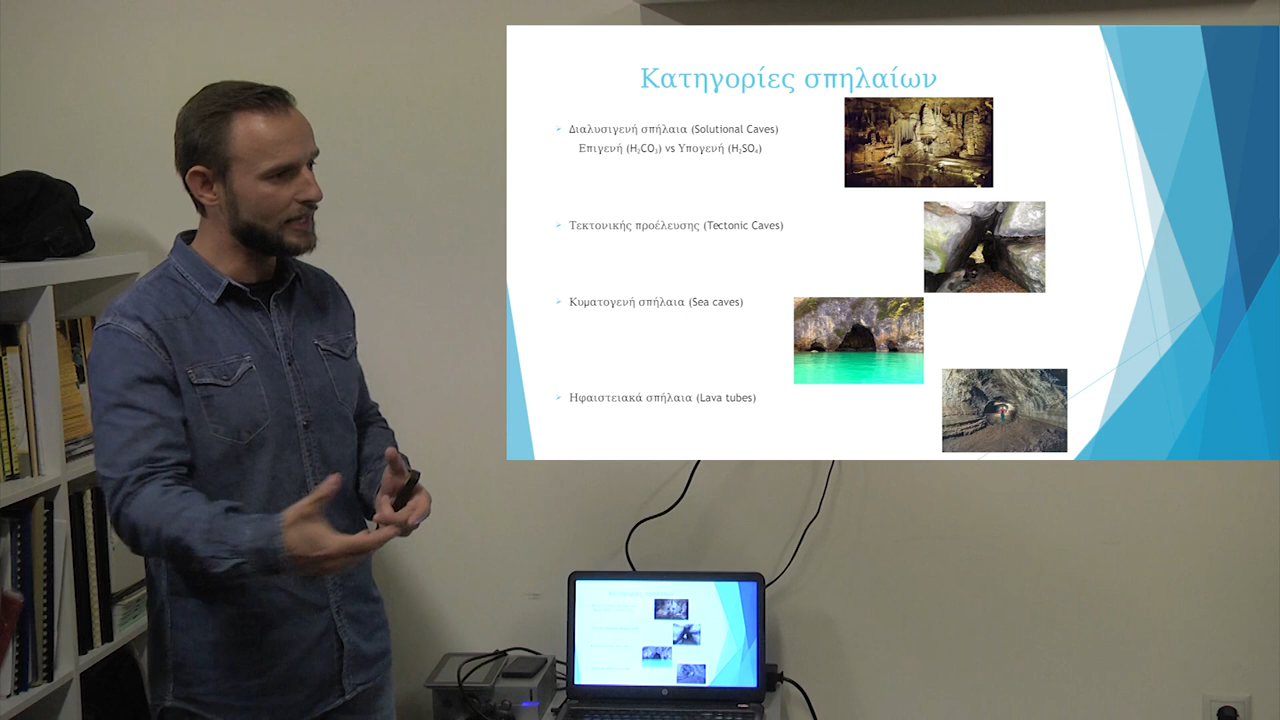 Κατηγορίες σπηλαίων
Διαλυσιγενή σπήλαια (Solutional Caves)
Επιγενή (H₂CO₃) vs Υπογενή (H₂SO₄)
Τεκτονικής προέλευσης (Tectonic Caves)
Κυματογενή σπήλαια (Sea caves)
Ηφαιστειακά σπήλαια (Lava tubes)